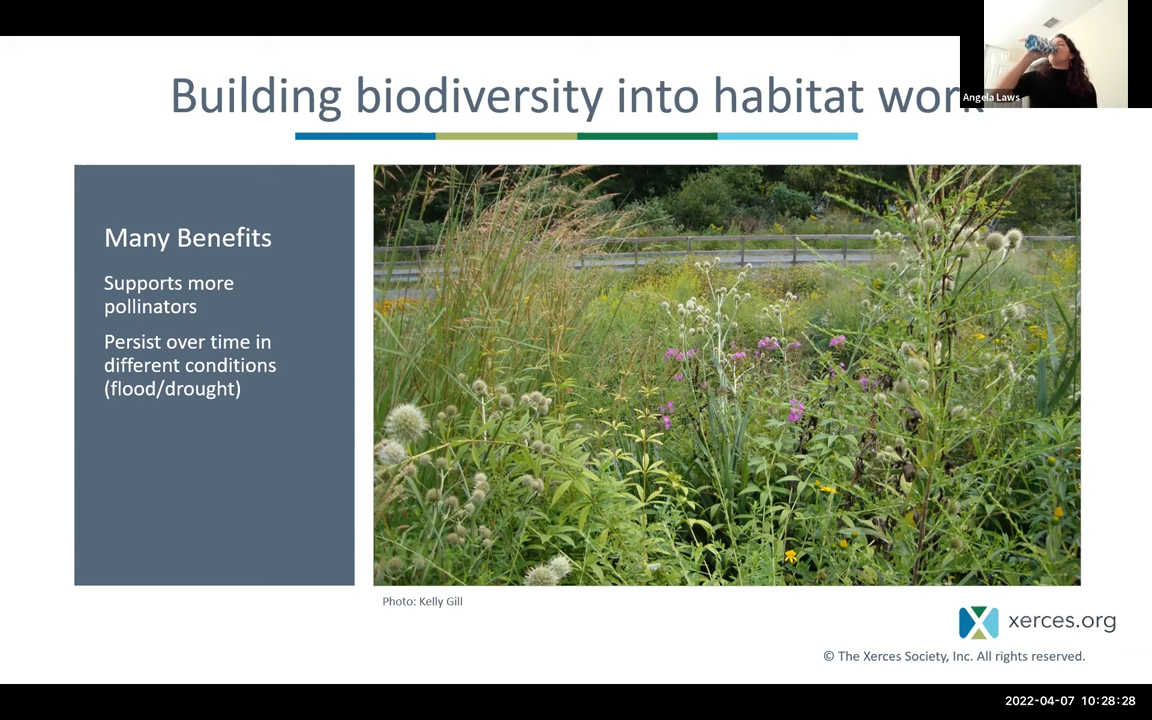 Building biodiversity into habitat work
Angela Laws
Many Benefits
Supports more
pollinators
Persist over time in
different conditions
(flood/drought)
Photo: Kelly Gill
xerces.org
© The Xerces Society, Inc. All rights reserved.
2022-04-07 10:28:28